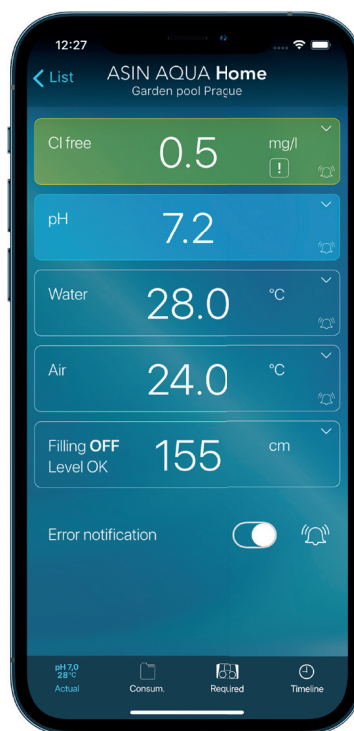 12:27
List
ASIN AQUA Home
Garden pool Prague
Cl free
0.5
mg/l
!
pH
7.2
Water
28.0
°C
Air
24.0
°C
Filling OFF
Level OK
155
cm
Error notification
pH 7,0
28°C
Actual
Consum.
Required
Timeline